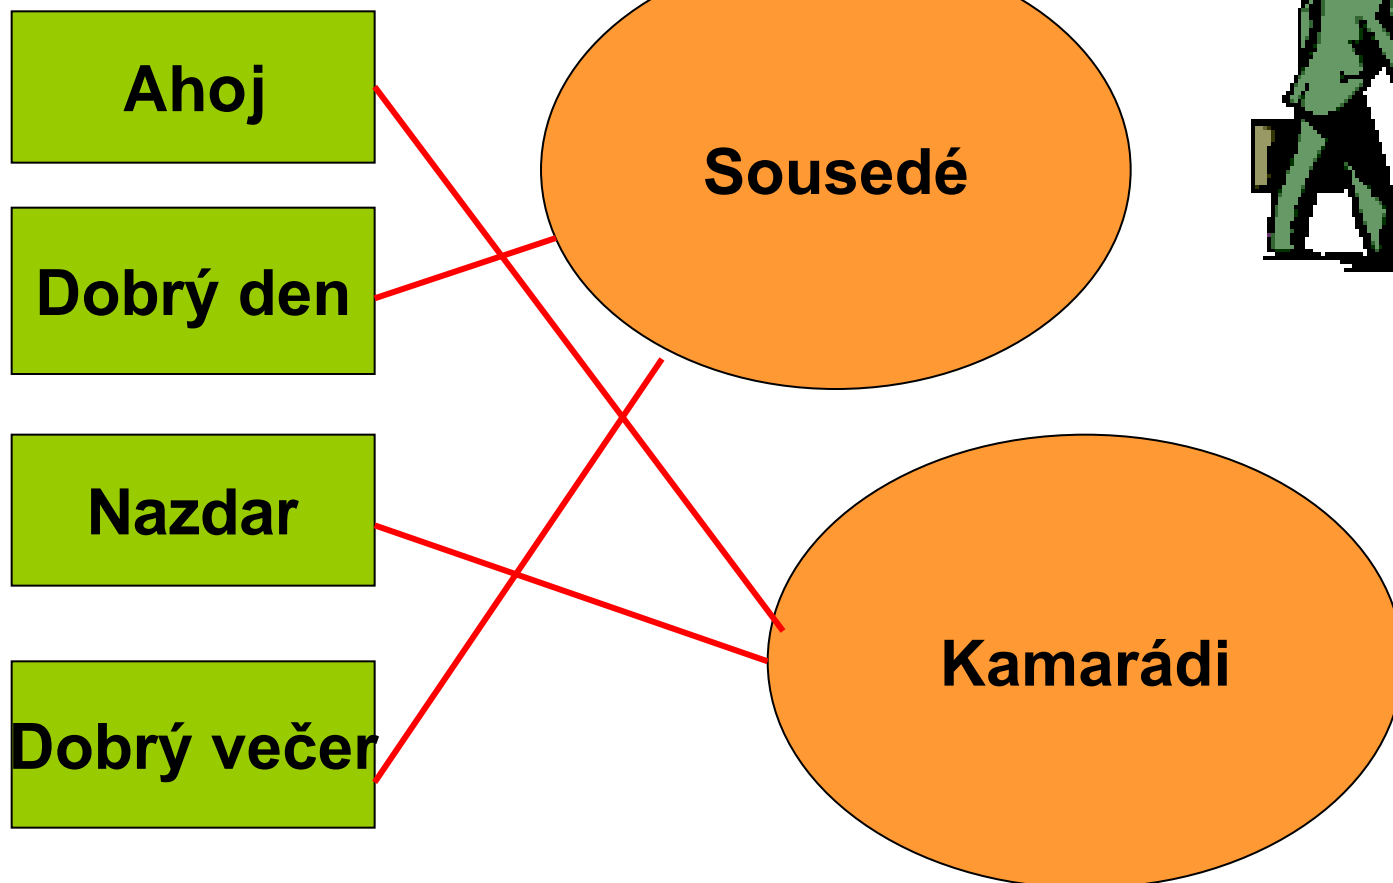 Ahoj
Dobrý den
Nazdar
Dobrý večer
Sousedé
Kamarádi